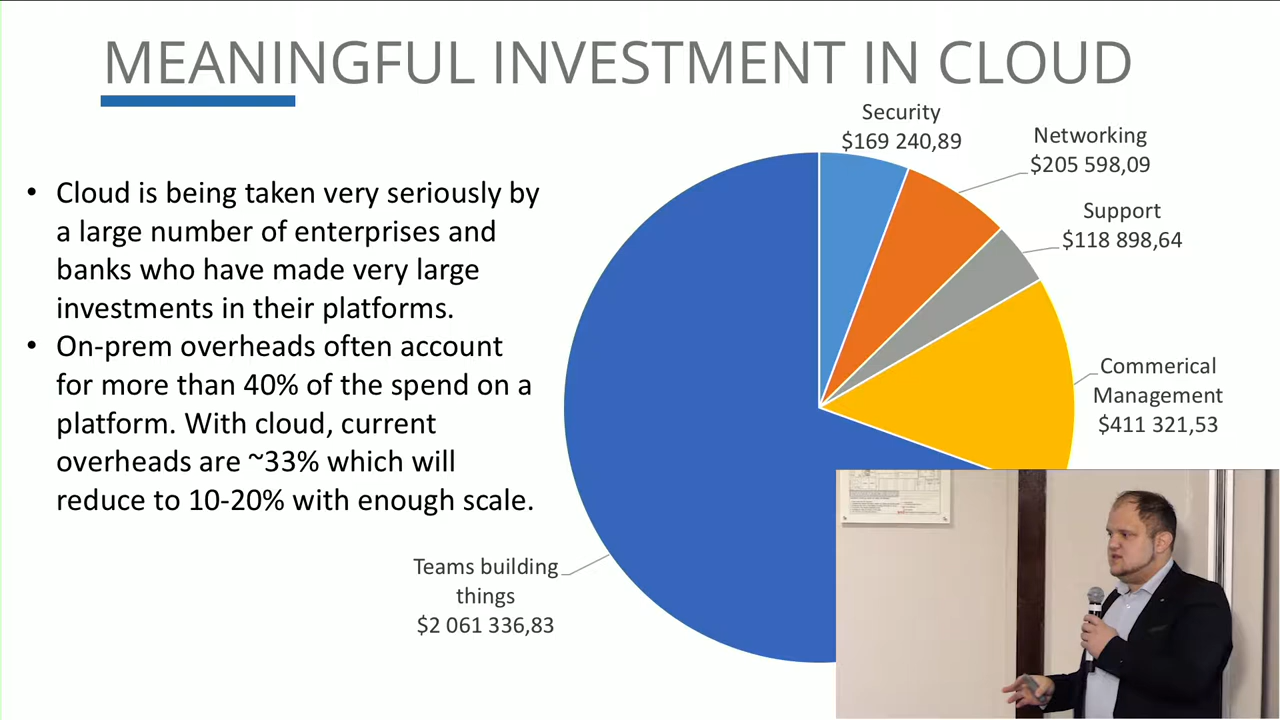 MEANINGFUL INVESTMENT IN CLOUD
• Cloud is being taken very seriously by
a large number of enterprises and
banks who have made very large
investments in their platforms.
• On-prem overheads often account
for more than 40% of the spend on a
platform. With cloud, current
overheads are ~33% which will
reduce to 10-20% with enough scale.
Security
$169 240,89
Networking
$205 598,09
Support
$118 898,64
Commerical
Management
$411 321,53
Teams building
things
$2 061 336,83